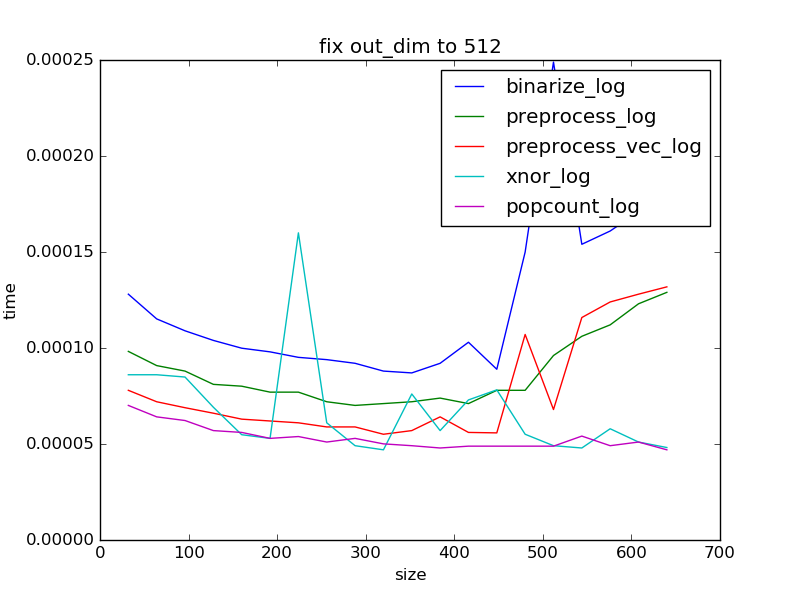 fix out_dim to 512
0.00025
0.00020
0.00015
0.00010
0.00005
0.00000
time
binarize_log
preprocess_log
preprocess_vec_log
xnor_log
popcount_log
0 100 200 300 400 500 600 700
size